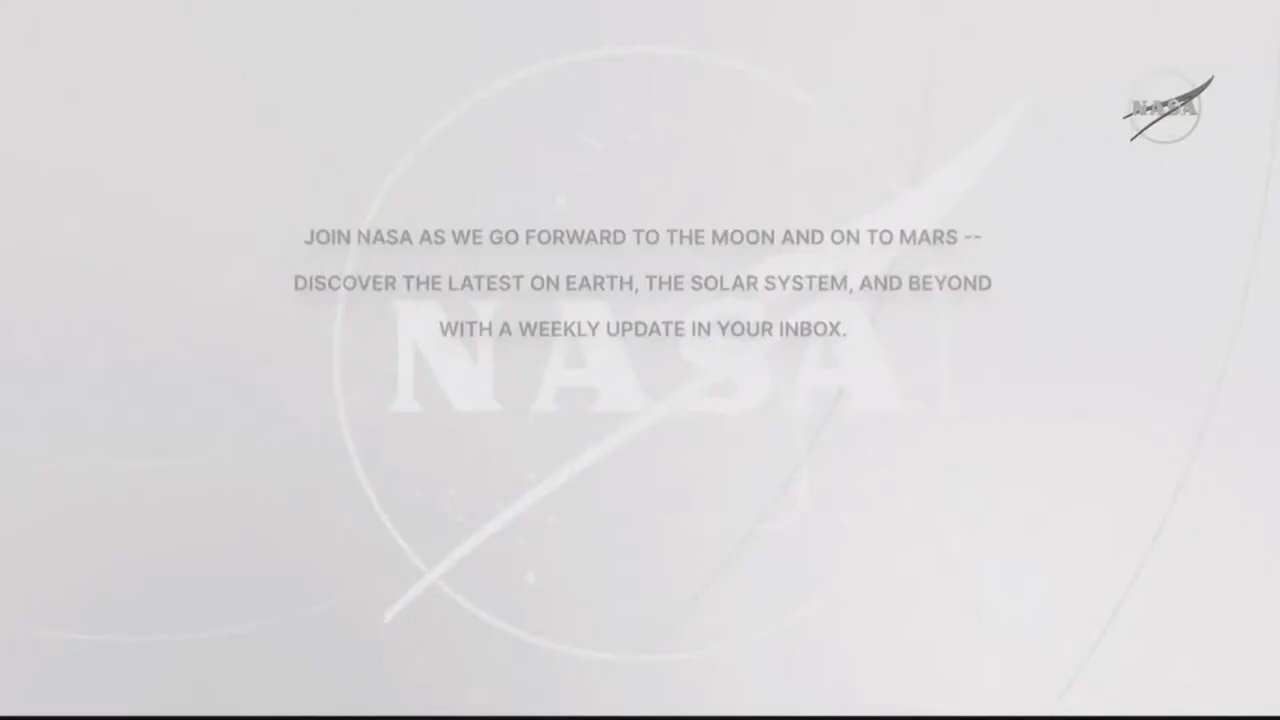 NASA
JOIN NASA AS WE GO FORWARD TO THE MOON AND ON TO MARS --
DISCOVER THE LATEST ON EARTH, THE SOLAR SYSTEM, AND BEYOND
WITH A WEEKLY UPDATE IN YOUR INBOX.
NASA